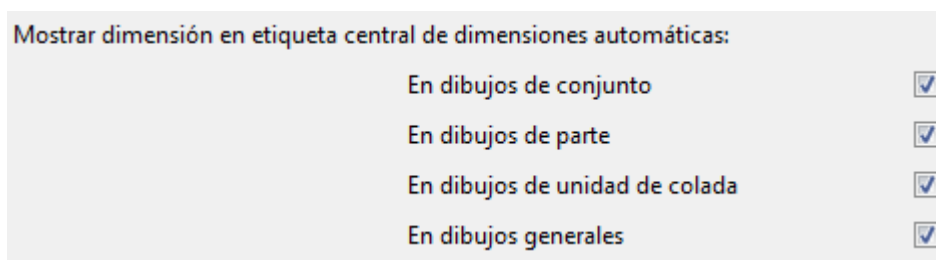 Mostrar dimensión en etiqueta central de dimensiones automáticas:
En dibujos de conjunto
En dibujos de parte
En dibujos de unidad de colada
En dibujos generales